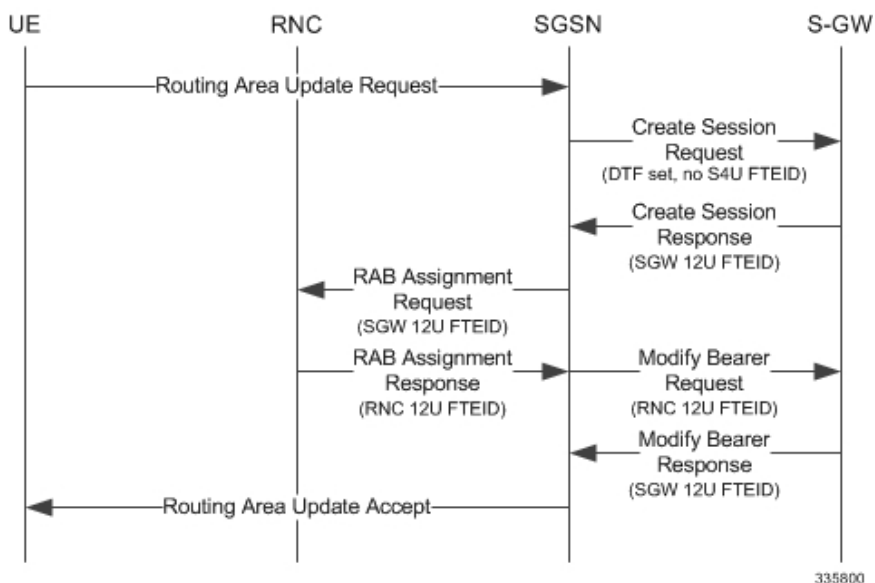 UE RNC SGSN S-GW
Routing Area Update Request
Create Session
Request
(DTF set, no S4U FTEID)
Create Session
Response
(SGW 12U FTEID)
RAB Assignment
Request
(SGW 12U FTEID)
RAB Assignment
Response
(RNC 12U FTEID)
Modify Bearer
Request
(RNC 12U FTEID)
Modify Bearer
Response
(SGW 12U FTEID)
Routing Area Update Accept
335800